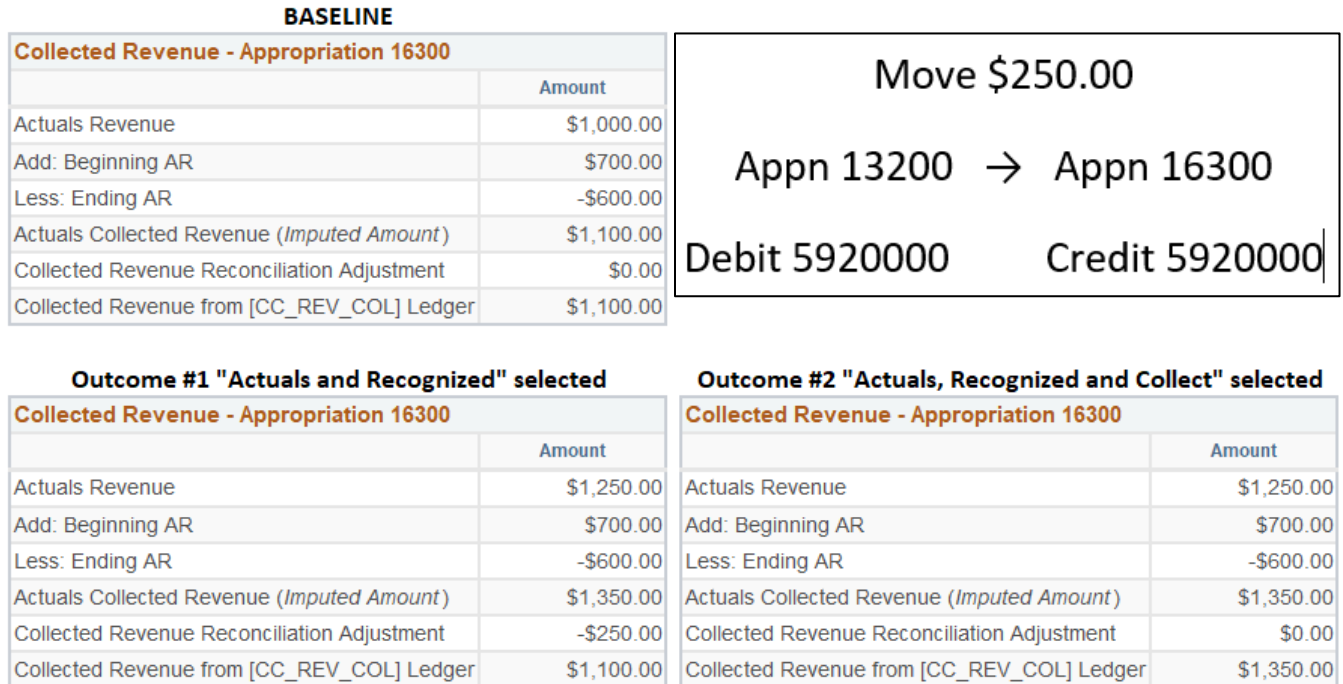 BASELINE
Collected Revenue - Appropriation 16300
Amount
Actuals Revenue $1,000.00
Add: Beginning AR $700.00
Less: Ending AR -$600.00
Actuals Collected Revenue (Imputed Amount) $1,100.00
Collected Revenue Reconciliation Adjustment $0.00
Collected Revenue from [CC_REV_COL] Ledger $1,100.00
Move $250.00
Appn 13200 → Appn 16300
Debit 5920000 Credit 5920000
Outcome #1 "Actuals and Recognized" selected
Collected Revenue - Appropriation 16300
Amount
Actuals Revenue $1,250.00
Add: Beginning AR $700.00
Less: Ending AR -$600.00
Actuals Collected Revenue (Imputed Amount) $1,350.00
Collected Revenue Reconciliation Adjustment -$250.00
Collected Revenue from [CC_REV_COL] Ledger $1,100.00
Outcome #2 "Actuals, Recognized and Collect" selected
Collected Revenue - Appropriation 16300
Amount
Actuals Revenue $1,250.00
Add: Beginning AR $700.00
Less: Ending AR -$600.00
Actuals Collected Revenue (Imputed Amount) $1,350.00
Collected Revenue Reconciliation Adjustment $0.00
Collected Revenue from [CC_REV_COL] Ledger $1,350.00